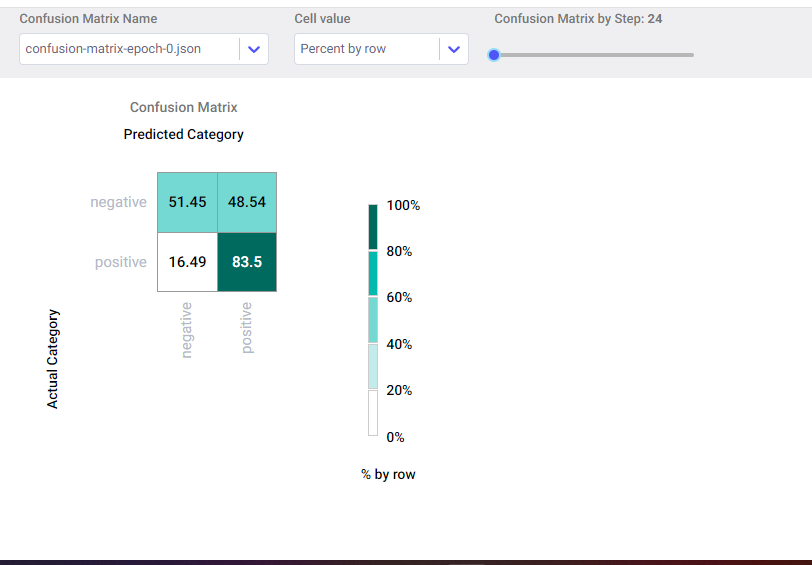 Confusion Matrix Name
Cell value
Confusion Matrix by Step: 24
confusion-matrix-epoch-0.json
Percent by row
Confusion Matrix
Predicted Category
negative 51.45 48.54
positive 16.49 83.5
negative positive
Actual Category
100%
80%
60%
40%
20%
0%
% by row